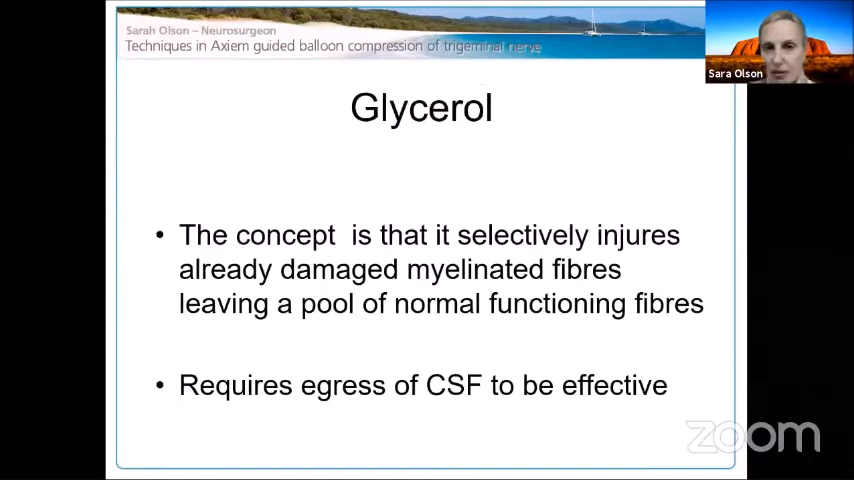 Sarah Olson – Neurosurgeon
Techniques in Axiem guided balloon compression of trigeminal nerve
Sara Olson
Glycerol
• The concept  is that it selectively injures
already damaged myelinated fibres
leaving a pool of normal functioning fibres
• Requires egress of CSF to be effective
zoom